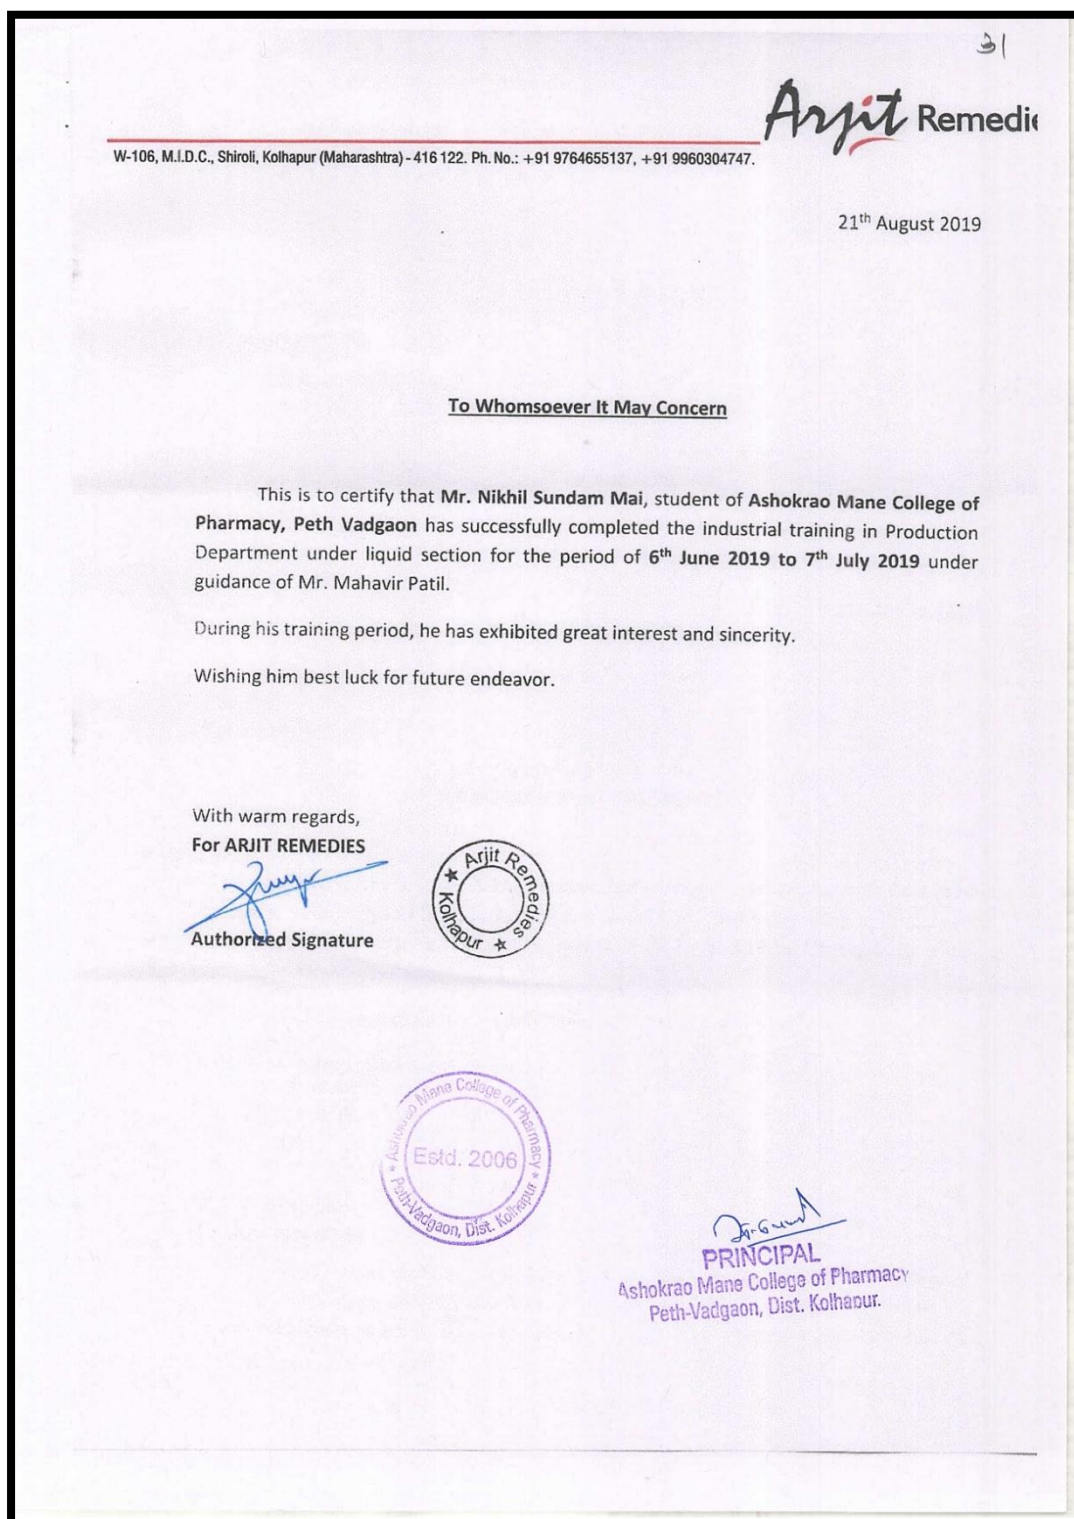 31
Arjit Remedie
W-106, M.I.D.C., Shiroli, Kolhapur (Maharashtra) - 416 122. Ph. No.: +91 9764655137, +91 9960304747.
21th August 2019
To Whomsoever It May Concern
This is to certify that Mr. Nikhil Sundam Mai, student of Ashokrao Mane College of
Pharmacy, Peth Vadgaon has successfully completed the industrial training in Production
Department under liquid section for the period of 6th June 2019 to 7th July 2019 under
guidance of Mr. Mahavir Patil.
During his training period, he has exhibited great interest and sincerity.
Wishing him best luck for future endeavor.
With warm regards,
For ARJIT REMEDIES
Authorized Signature
★ Arjit Remedies ★ Kolhapur
Ashokrao Mane College of Pharmacy
Estd. 2006
* Peth-Vadgaon, Dist. Kolhapur *
PRINCIPAL
Ashokrao Mane College of Pharmacy
Peth-Vadgaon, Dist. Kolhapur.